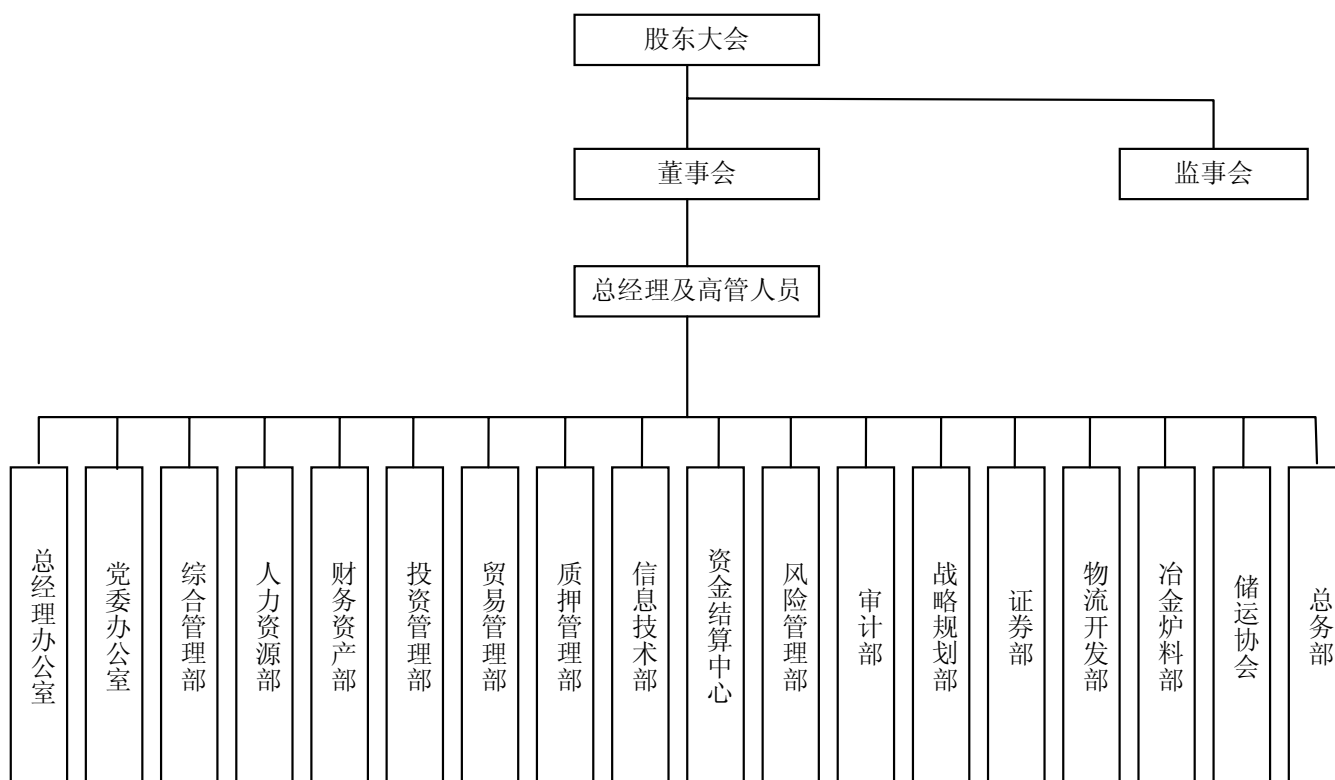 股东大会
董事会
监事会
总经理及高管人员
总经理办公室
党委办公室
综合管理部
人力资源部
财务资产部
投资管理部
贸易管理部
质押管理部
信息技术部
资金结算中心
风险管理部
审计部
战略规划部
证券部
物流开发部
冶金炉料部
储运协会
总务部